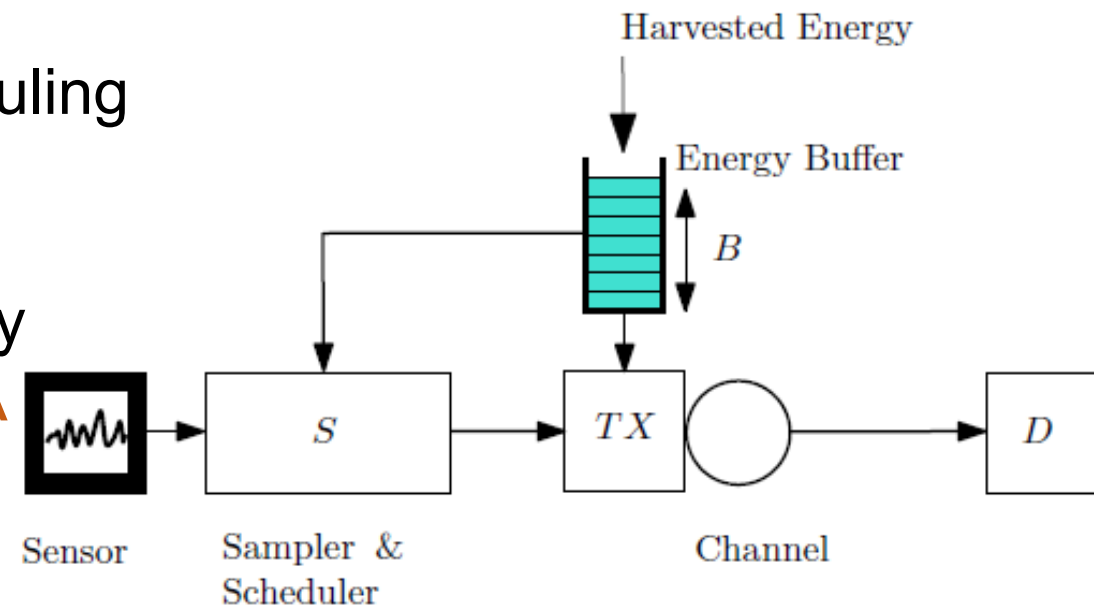 Harvested Energy
uling
Energy Buffer
B
y
S
TX
D
Sensor
Sampler &
Scheduler
Channel